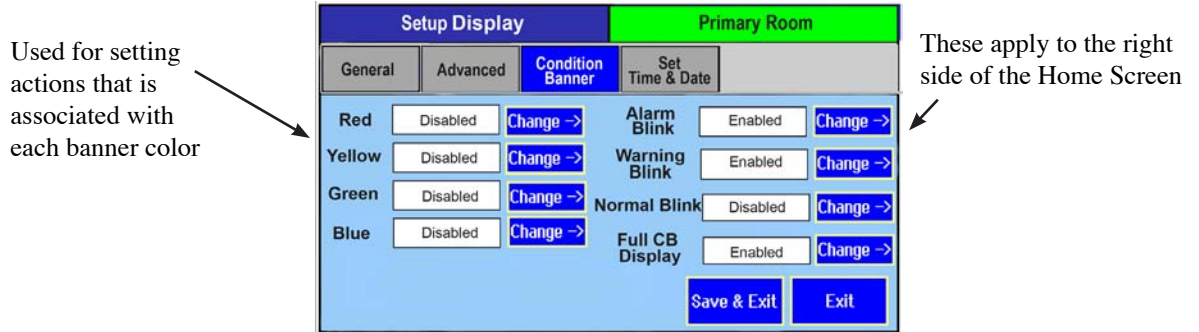 Used for setting
actions that is
associated with
each banner color
Setup Display
Primary Room
General
Advanced
Condition
Banner
Set
Time & Date
Red
Disabled
Change ->
Yellow
Disabled
Change ->
Green
Disabled
Change ->
Blue
Disabled
Change ->
Alarm
Blink
Enabled
Change ->
Warning
Blink
Enabled
Change ->
Normal Blink
Disabled
Change ->
Full CB
Display
Enabled
Change ->
Save & Exit
Exit
These apply to the right
side of the Home Screen